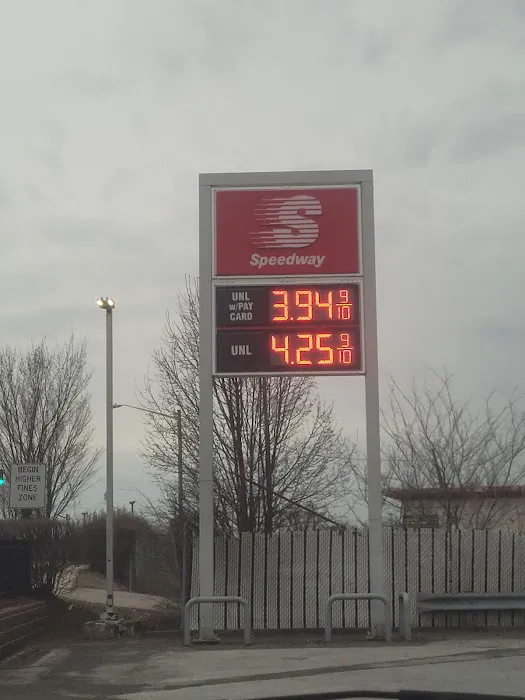 S
Speedway
UNL
w/PAY
CARD
3.94 9/10
UNL
4.25 9/10
BEGIN
HIGHER
FINES
ZONE